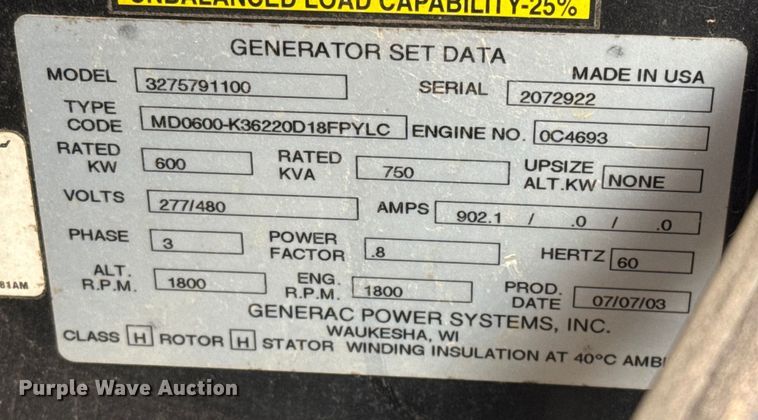 UNBALANCED LOAD CAPABILITY-25%
GENERATOR SET DATA
MADE IN USA
MODEL 3275791100 SERIAL 2072922
TYPE CODE MD0600-K36220D18FPYLC ENGINE NO. 0C4693
RATED KW 600 RATED KVA 750 UPSIZE ALT.KW NONE
VOLTS 277/480 AMPS 902.1 / .0 / .0
PHASE 3 POWER FACTOR .8 HERTZ 60
ALT. R.P.M. 1800 ENG. R.P.M. 1800 PROD. DATE 07/07/03
GENERAC POWER SYSTEMS, INC.
WAUKESHA, WI
CLASS H ROTOR H STATOR WINDING INSULATION AT 40°C AMBI
81AM
Purple Wave Auction